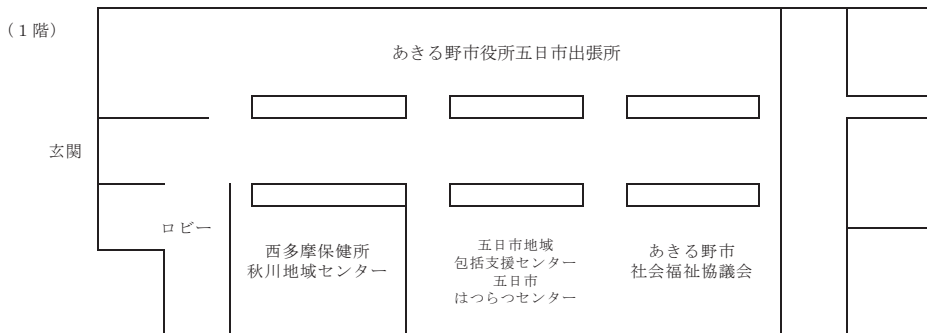 （１階）
あきる野市役所五日市出張所
玄関
ロビー
西多摩保健所
秋川地域センター
五日市地域
包括支援センター
五日市
はつらつセンター
あきる野市
社会福祉協議会